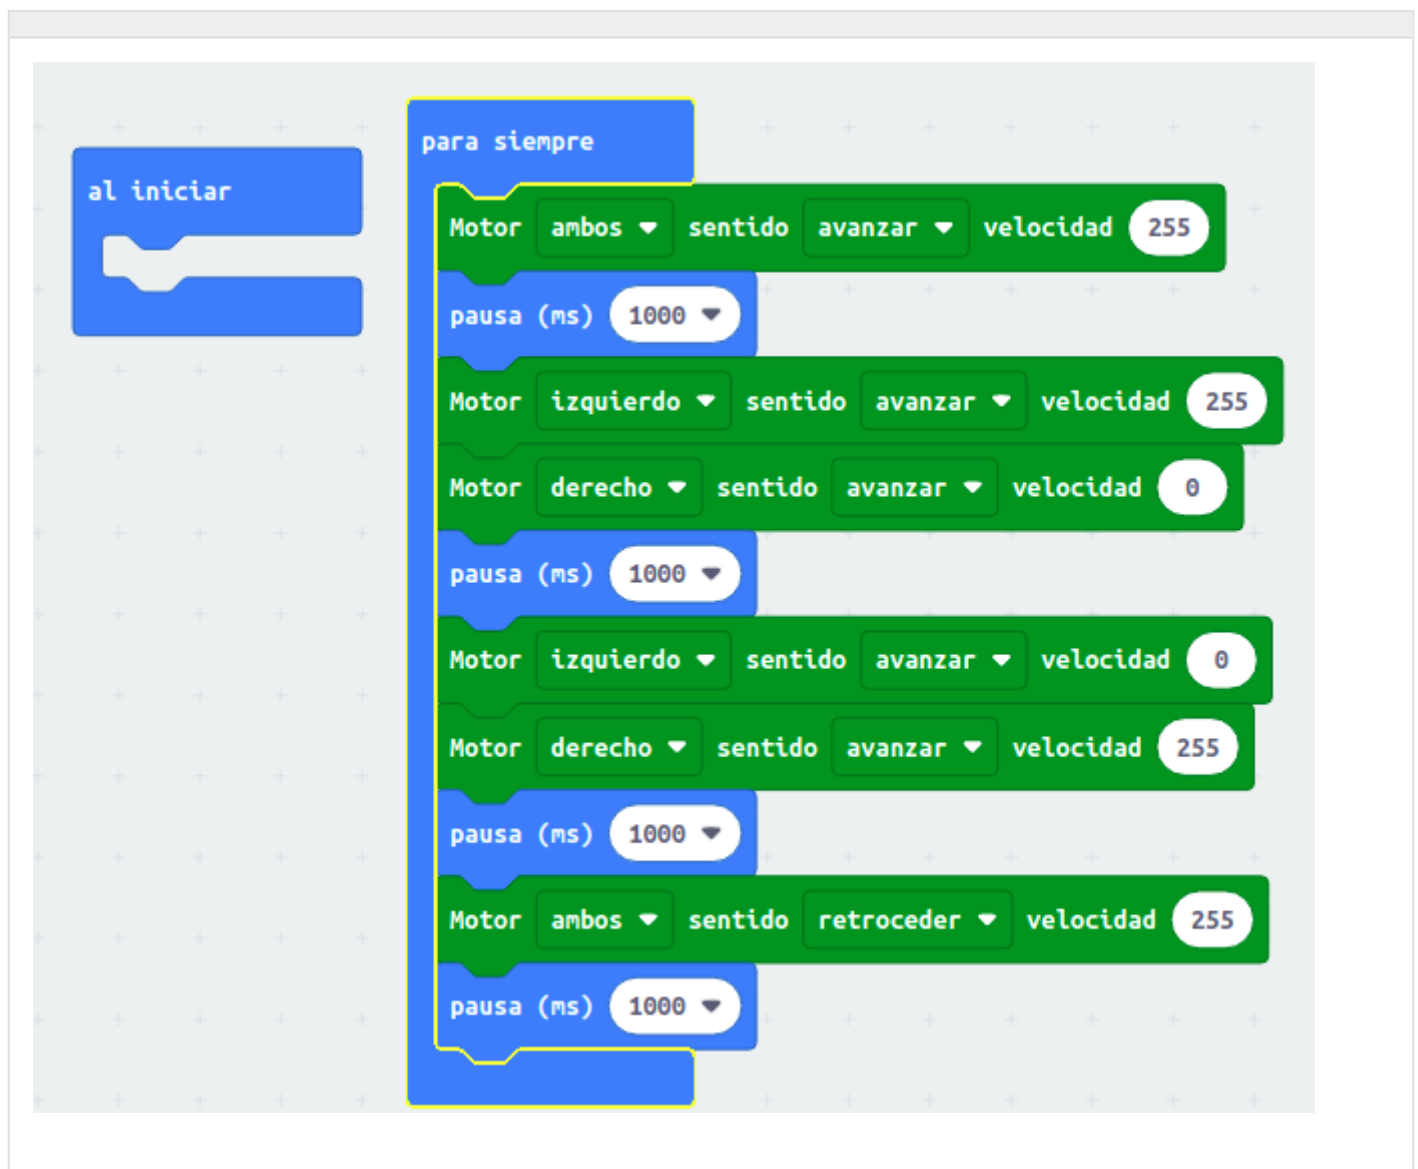 al iniciar
para siempre
Motor ambos sentido avanzar velocidad 255
pausa (ms) 1000
Motor izquierdo sentido avanzar velocidad 255
Motor derecho sentido avanzar velocidad 0
pausa (ms) 1000
Motor izquierdo sentido avanzar velocidad 0
Motor derecho sentido avanzar velocidad 255
pausa (ms) 1000
Motor ambos sentido retroceder velocidad 255
pausa (ms) 1000